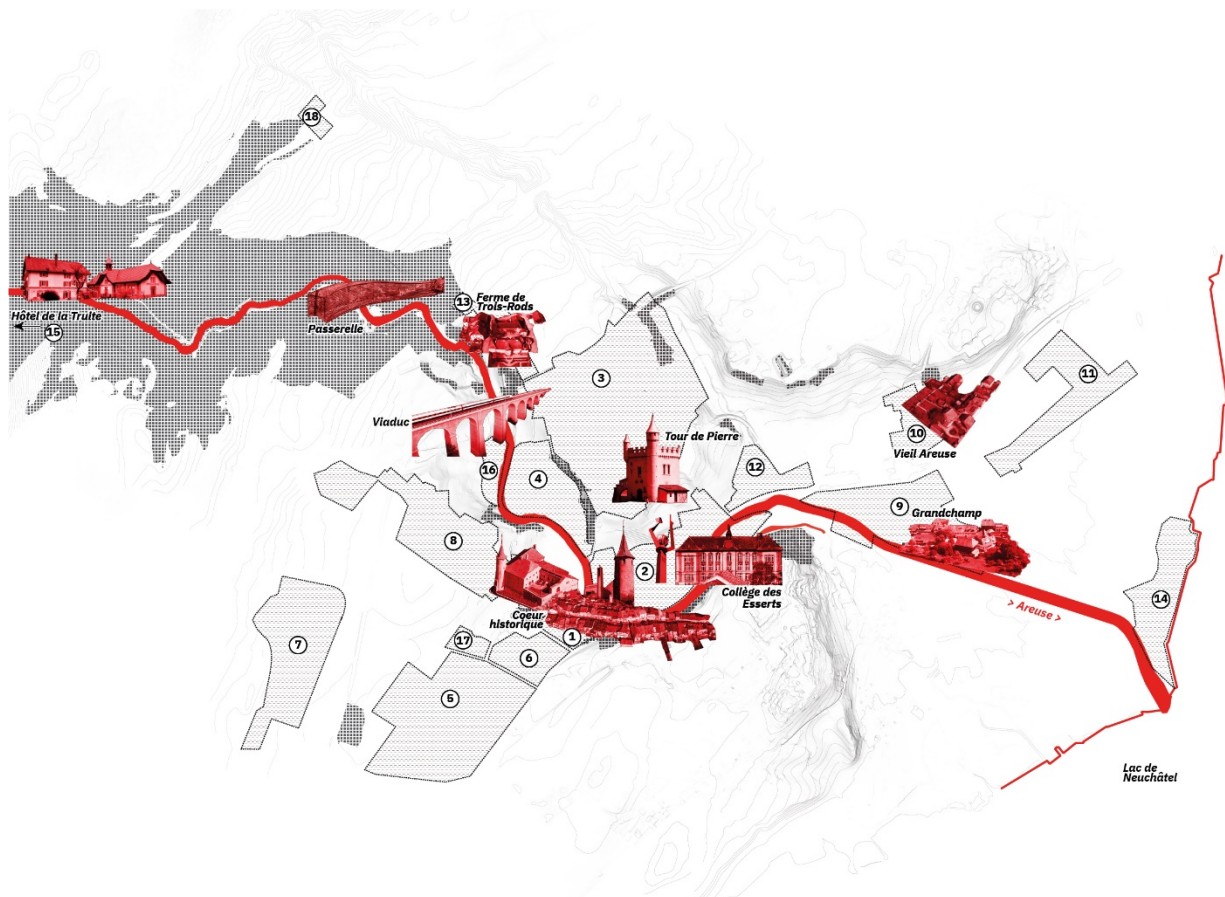 18
Hôtel de la Truite
15
Passerelle
13
Ferme de
Trois-Rods
3
11
Viaduc
Tour de Pierre
10
Vieil Areuse
16
4
12
9
Grandchamp
8
2
Collège des
Esserts
Coeur
historique
1
17
6
7
5
> Areuse >
14
Lac de
Neuchâtel